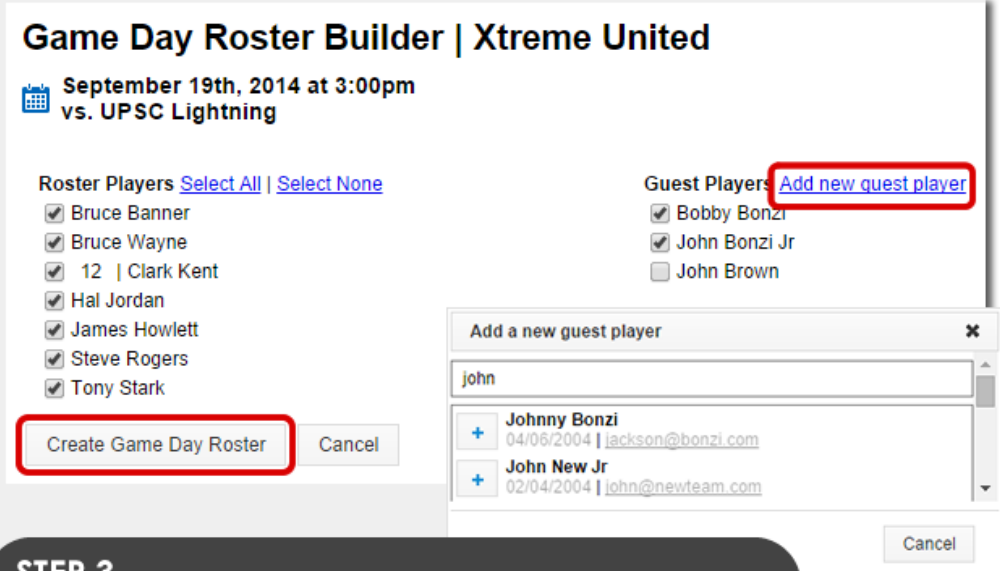 Game Day Roster Builder | Xtreme United
September 19th, 2014 at 3:00pm
vs. UPSC Lightning
Roster Players Select All | Select None
Bruce Banner
Bruce Wayne
12 | Clark Kent
Hal Jordan
James Howlett
Steve Rogers
Tony Stark
Create Game Day Roster
Cancel
Guest Players Add new guest player
Bobby Bonzi
John Bonzi Jr
John Brown
Add a new guest player
john
+ Johnny Bonzi
04/06/2004 | jackson@bonzi.com
+ John New Jr
02/04/2004 | john@newteam.com
Cancel
STEP 3